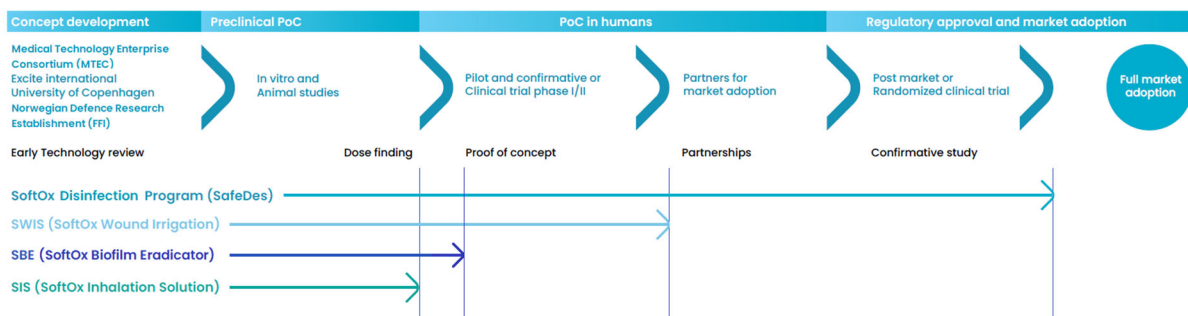 Concept development
Preclinical PoC
PoC in humans
Regulatory approval and market adoption
Medical Technology Enterprise
Consortium (MTEC)
Excite international
University of Copenhagen
Norwegian Defence Research
Establishment (FFI)
In vitro and
Animal studies
Pilot and confirmative or
Clinical trial phase I/II
Partners for
market adoption
Post market or
Randomized clinical trial
Full market
adoption
Early Technology review
Dose finding
Proof of concept
Partnerships
Confirmative study
SoftOx Disinfection Program (SafeDes)
SWIS (SoftOx Wound Irrigation)
SBE (SoftOx Biofilm Eradicator)
SIS (SoftOx Inhalation Solution)